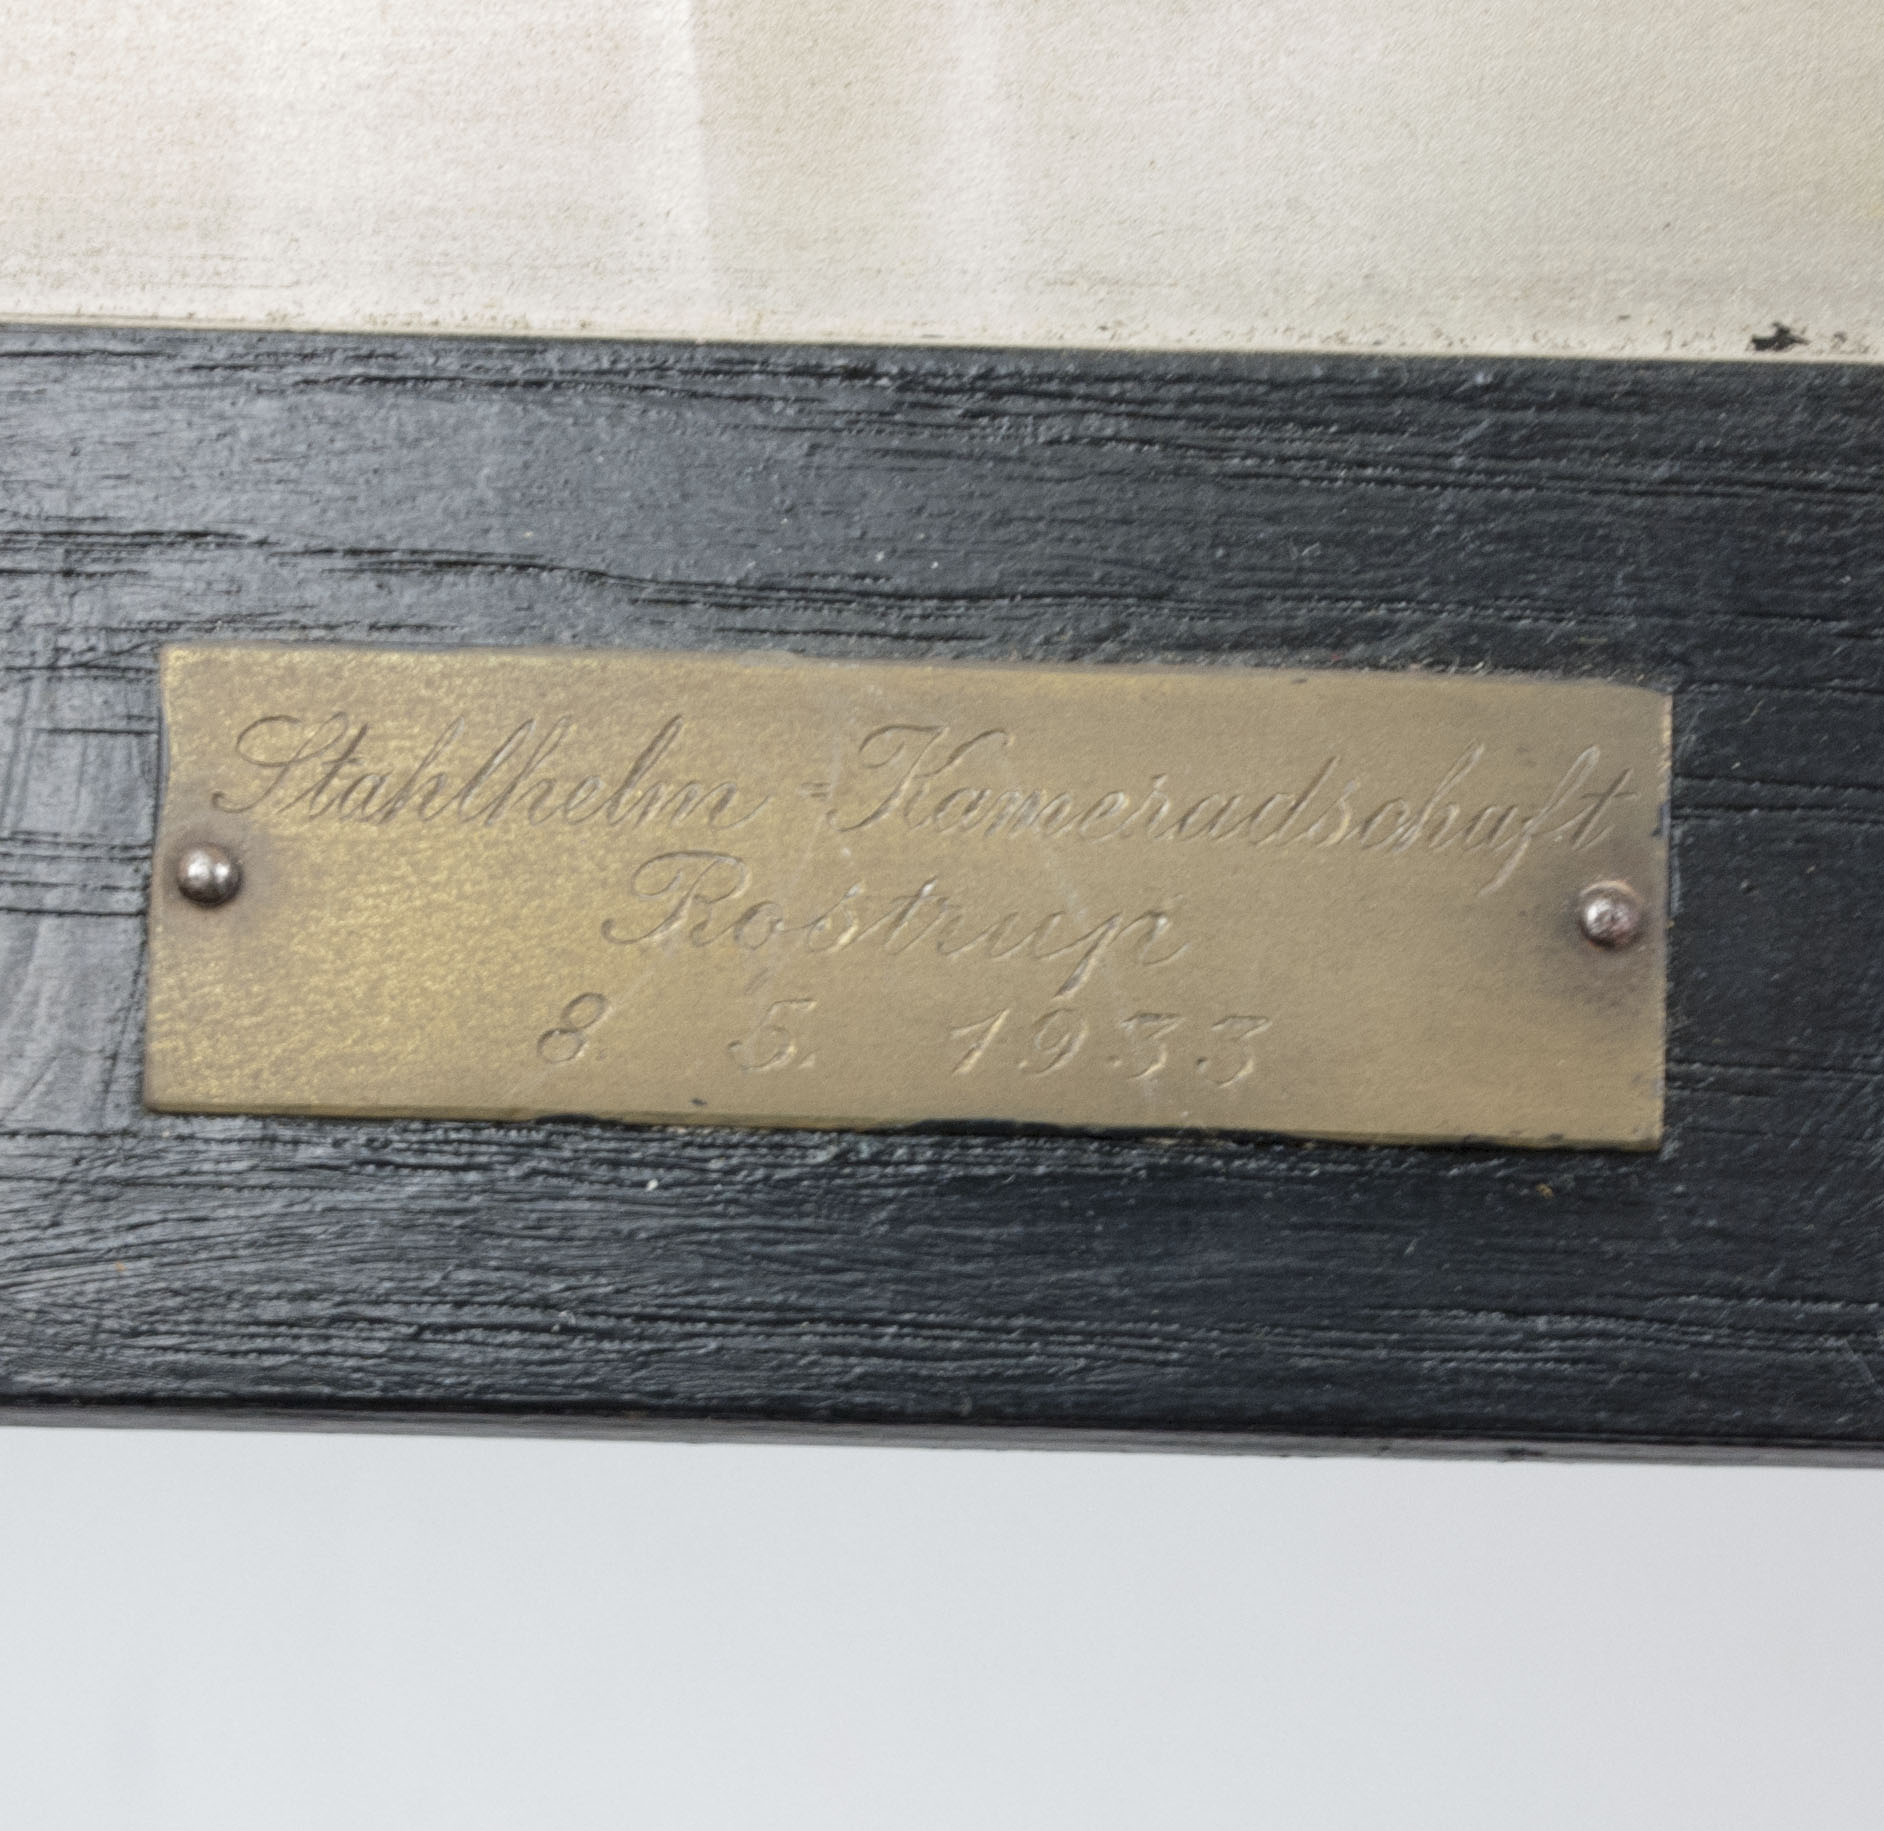 Stahlhelm-Kameradschaft
Rostrup
8. 5. 1933